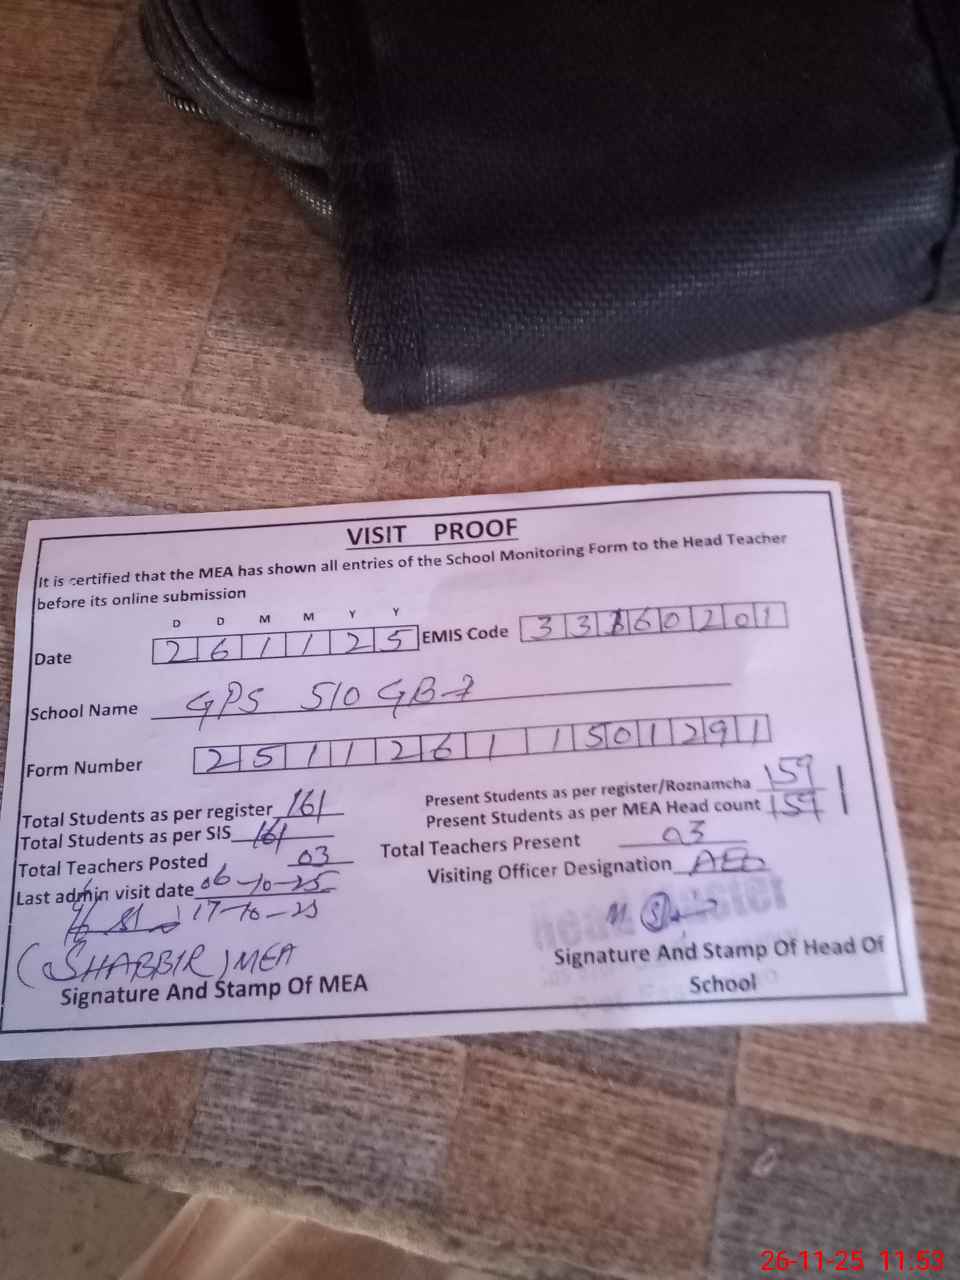 VISIT PROOF
It is certified that the MEA has shown all entries of the School Monitoring Form to the Head Teacher
before its online submission
D D M M Y Y
Date 2 6 1 1 2 5 EMIS Code 3 3 3 6 0 2 0 1
School Name GPS 510 GB-7
Form Number 2 5 1 1 2 6 1 1 1 5 0 1 2 9 1
Total Students as per register 161 Present Students as per register/Roznamcha 159
Total Students as per SIS 161 Present Students as per MEA Head count 159
Total Teachers Posted 03 Total Teachers Present 03
Last admin visit date 06-10-25 Visiting Officer Designation AEO
17-10-25
(SHABBIR) MEA
Signature And Stamp Of MEA Signature And Stamp Of Head Of
School
26-11-25 11:53